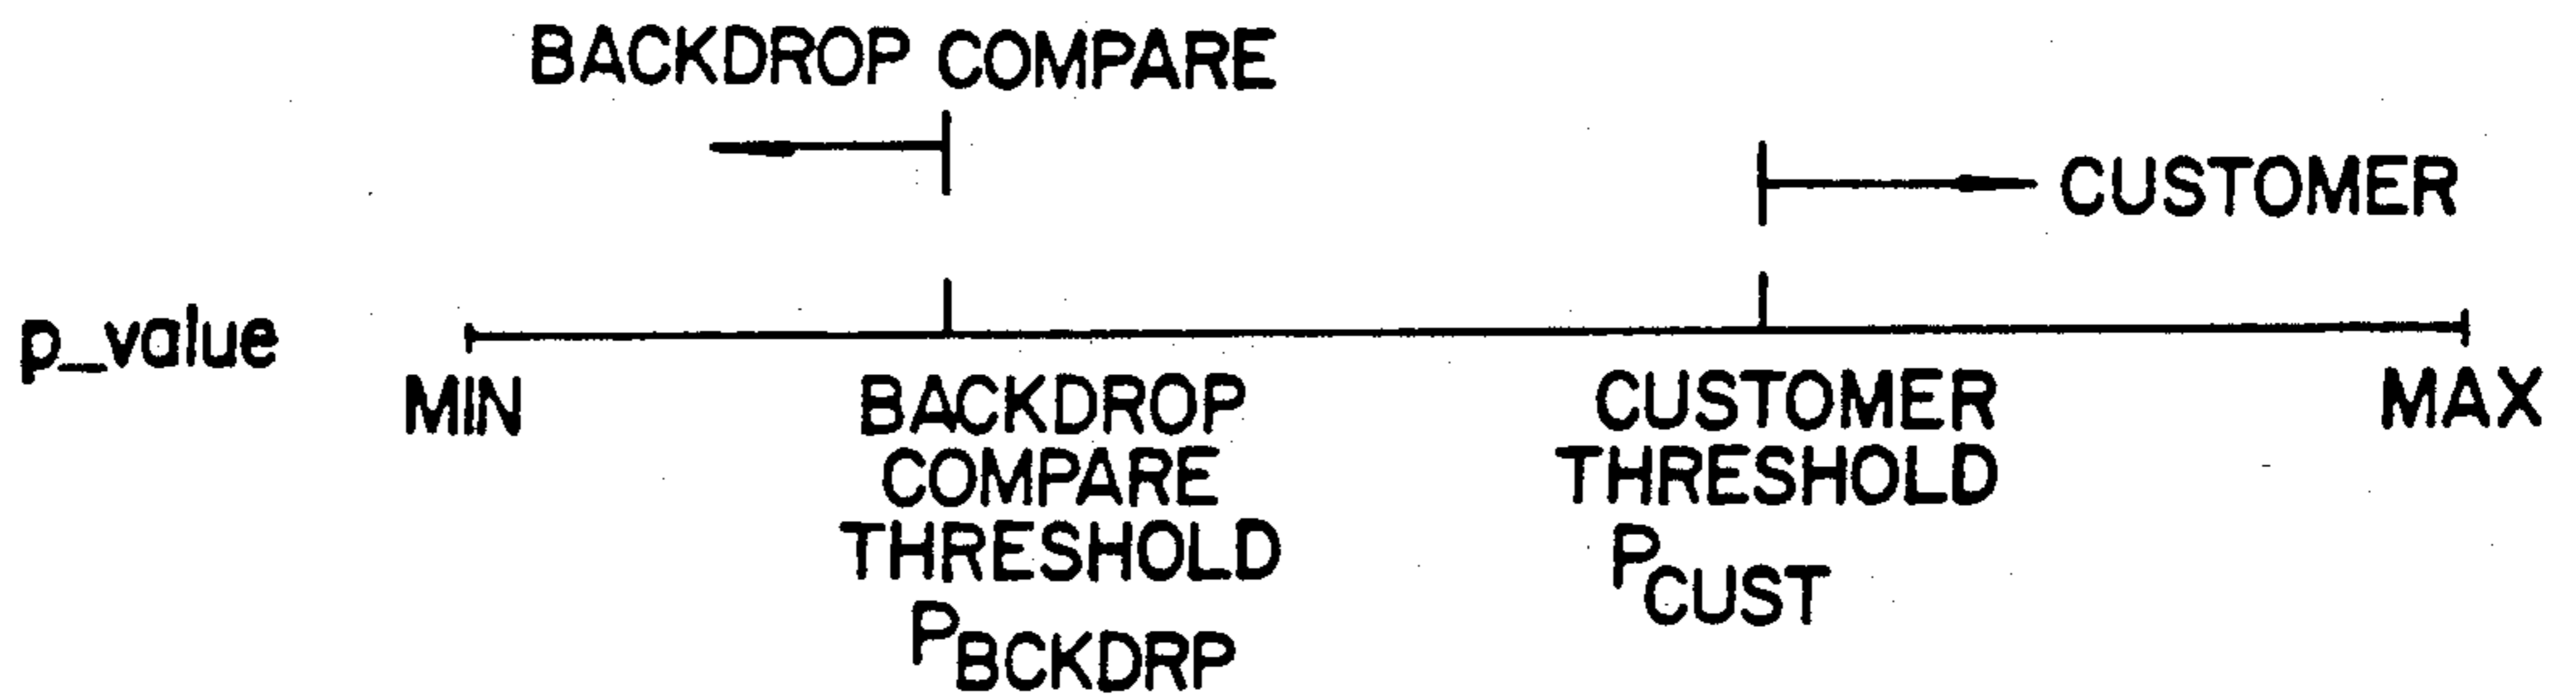 BACKDROP COMPARE
CUSTOMER
p_value
MIN
BACKDROP
COMPARE
THRESHOLD
PBCKDRP
CUSTOMER
THRESHOLD
PCUST
MAX